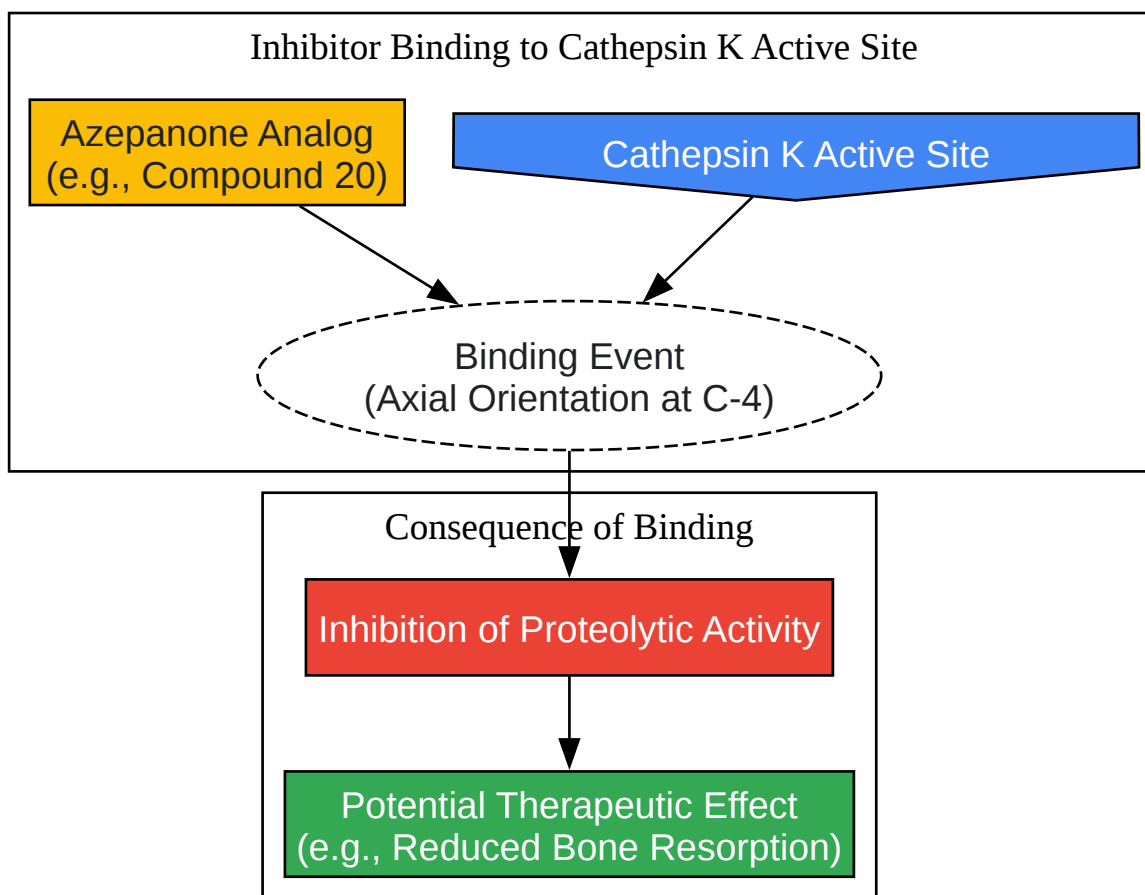 Inhibitor Binding to Cathepsin K Active Site
Azepanone Analog
(e.g., Compound 20)
Cathepsin K Active Site
Binding Event
(Axial Orientation at C-4)
Consequence of Binding
Inhibition of Proteolytic Activity
Potential Therapeutic Effect
(e.g., Reduced Bone Resorption)